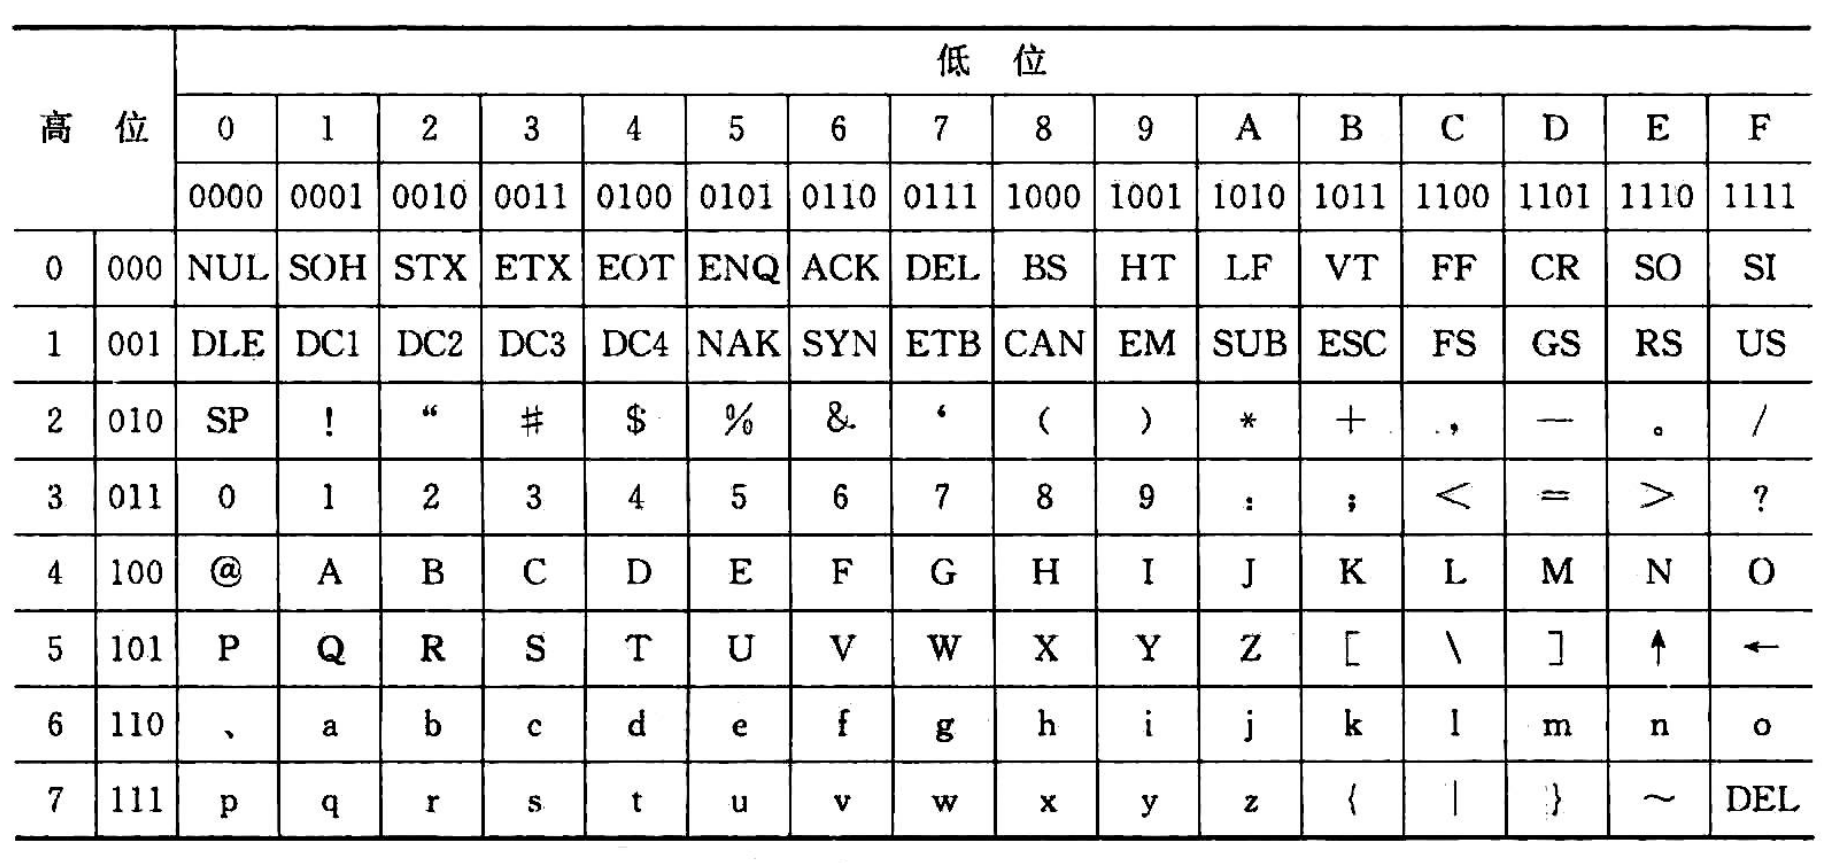 低 位
高 位 0 1 2 3 4 5 6 7 8 9 A B C D E F
0000 0001 0010 0011 0100 0101 0110 0111 1000 1001 1010 1011 1100 1101 1110 1111
0 000 NUL SOH STX ETX EOT ENQ ACK DEL BS HT LF VT FF CR SO SI
1 001 DLE DC1 DC2 DC3 DC4 NAK SYN ETB CAN EM SUB ESC FS GS RS US
2 010 SP ! “ # $ % & ‘ ( ) * + , — 。 /
3 011 0 1 2 3 4 5 6 7 8 9 : ; < = > ?
4 100 @ A B C D E F G H I J K L M N O
5 101 P Q R S T U V W X Y Z [ \ ] ↑ ←
6 110 、 a b c d e f g h i j k l m n o
7 111 p q r s t u v w x y z { | } ~ DEL